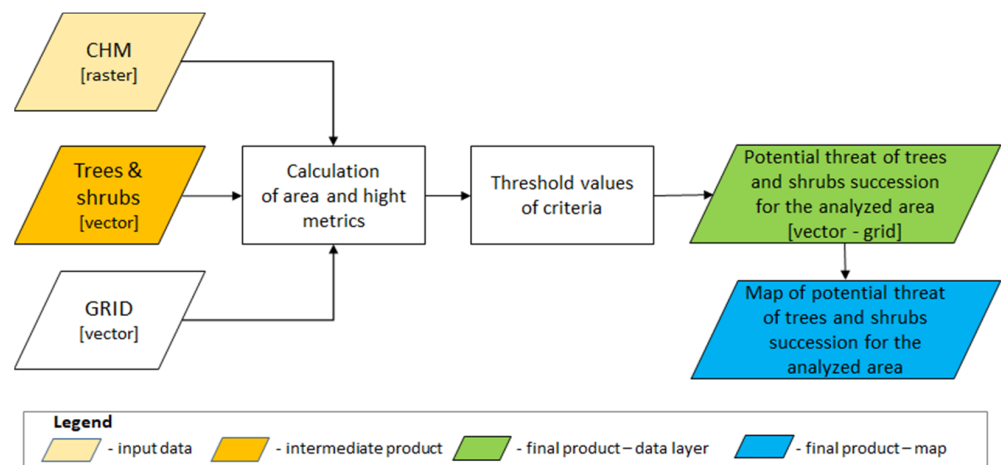 CHM
[raster]
Trees &
shrubs
[vector]
GRID
[vector]
Calculation
of area and hight
metrics
Threshold values
of criteria
Potential threat of trees
and shrubs succession
for the analyzed area
[vector - grid]
Map of potential threat
of trees and shrubs
succession for the
analyzed area
Legend
- input data
- intermediate product
- final product – data layer
- final product – map